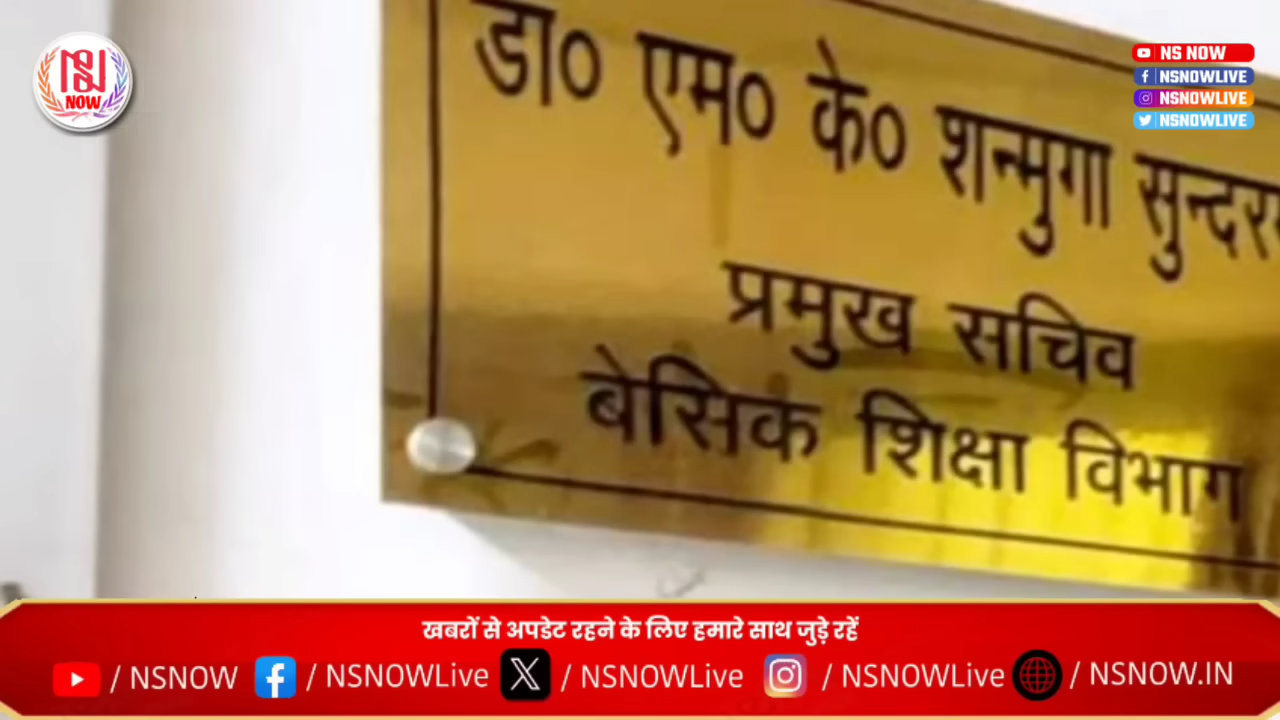 NS
NOW
NS NOW
NSNOWLIVE
NSNOWLIVE
NSNOWLIVE
डा० एम० के० शन्मुगा
प्रमुख सचिव
बेसिक शिक्षा विभाग
खबरों से अपडेट रहने के लिए हमारे साथ जुड़े रहें
/ NSNOW / NSNOWLive / NSNOWLive / NSNOWLive / NSNOW.IN